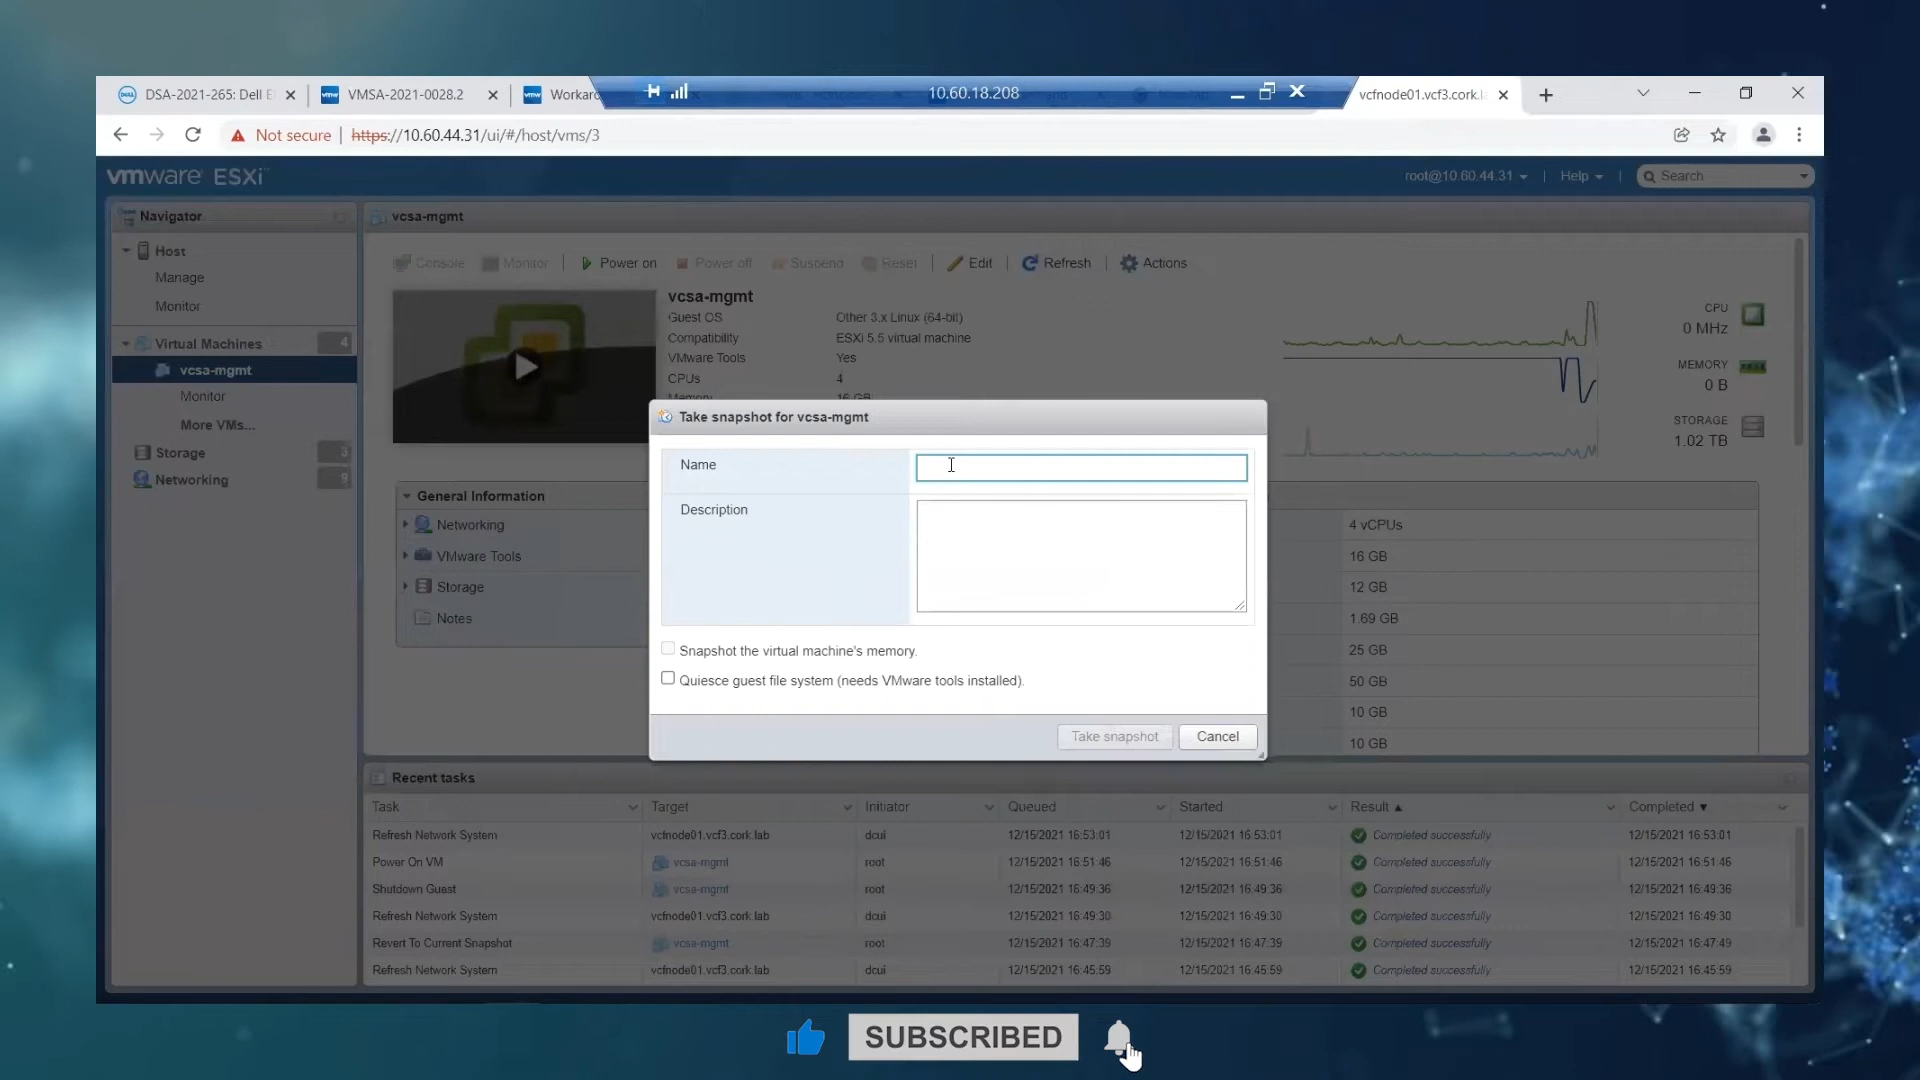 DSA-2021-265: Dell E
VMSA-2021-0028.2
Workaro
10.60.18.208
vcfnode01.vcf3.cork.la
Not secure
https://10.60.44.31/ui/#/host/vms/3
vmware ESXi
root@10.60.44.31
Help
Search
Navigator
Host
Manage
Monitor
Virtual Machines 4
vcsa-mgmt
Monitor
More VMs...
Storage 3
Networking 9
vcsa-mgmt
Console Monitor Power on Power off Suspend Reset Edit Refresh Actions
vcsa-mgmt
Guest OS Other 3.x Linux (64-bit)
Compatibility ESXi 5.5 virtual machine
VMware Tools Yes
CPUs 4
Memory 16 GB
CPU
0 MHz
MEMORY
0 B
STORAGE
1.02 TB
General Information
Networking
VMware Tools
Storage
Notes
4 vCPUs
16 GB
12 GB
1.69 GB
25 GB
50 GB
10 GB
10 GB
Take snapshot for vcsa-mgmt
Name
Description
Snapshot the virtual machine's memory.
Quiesce guest file system (needs VMware tools installed).
Take snapshot Cancel
Recent tasks
Task Target Initiator Queued Started Result Completed
Refresh Network System vcfnode01.vcf3.cork.lab dcui 12/15/2021 16:53:01 12/15/2021 16:53:01 Completed successfully 12/15/2021 16:53:01
Power On VM vcsa-mgmt root 12/15/2021 16:51:46 12/15/2021 16:51:46 Completed successfully 12/15/2021 16:51:46
Shutdown Guest vcsa-mgmt root 12/15/2021 16:49:36 12/15/2021 16:49:36 Completed successfully 12/15/2021 16:49:36
Refresh Network System vcfnode01.vcf3.cork.lab dcui 12/15/2021 16:49:30 12/15/2021 16:49:30 Completed successfully 12/15/2021 16:49:30
Revert To Current Snapshot vcsa-mgmt root 12/15/2021 16:47:39 12/15/2021 16:47:39 Completed successfully 12/15/2021 16:47:49
Refresh Network System vcfnode01.vcf3.cork.lab dcui 12/15/2021 16:45:59 12/15/2021 16:45:59 Completed successfully 12/15/2021 16:45:59
SUBSCRIBED